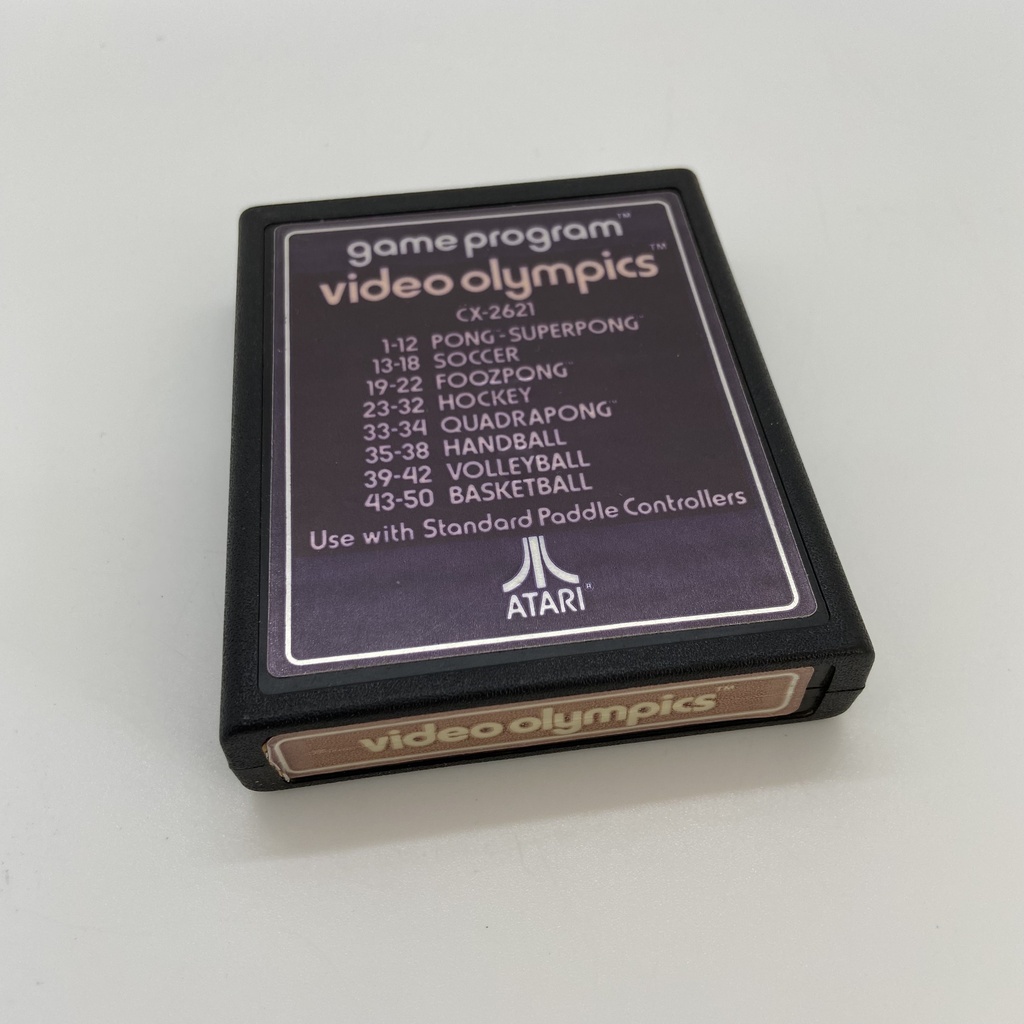 game program™
video olympics™
CX-2621
1-12 PONG™-SUPERPONG™
13-18 SOCCER
19-22 FOOZPONG™
23-32 HOCKEY
33-34 QUADRAPONG™
35-38 HANDBALL
39-42 VOLLEYBALL
43-50 BASKETBALL
Use with Standard Paddle Controllers
ATARI®
video olympics™